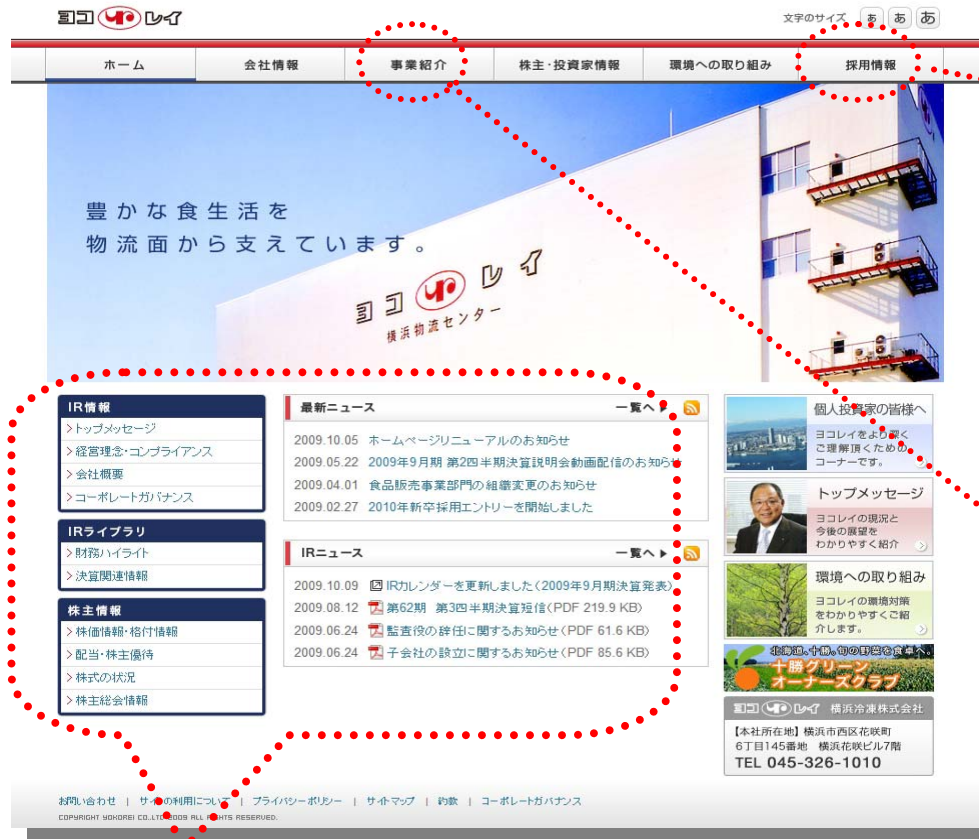 ヨコ レイ
文字のサイズ あ あ あ
ホーム 会社情報 事業紹介 株主・投資家情報 環境への取り組み 採用情報
豊かな食生活を
物流面から支えています。
ヨコ レイ
横浜物流センター
IR情報
>トップメッセージ
>経営理念・コンプライアンス
>会社概要
>コーポレートガバナンス
IRライブラリ
>財務ハイライト
>決算関連情報
株主情報
>株価情報・格付情報
>配当・株主優待
>株式の状況
>株主総会情報
最新ニュース 一覧へ
2009.10.05 ホームページリニューアルのお知らせ
2009.05.22 2009年9月期 第2四半期決算説明会動画配信のお知らせ
2009.04.01 食品販売事業部門の組織変更のお知らせ
2009.02.27 2010年新卒採用エントリーを開始しました
IRニュース 一覧へ
2009.10.09 IRカレンダーを更新しました(2009年9月期決算発表)
2009.08.12 第62期 第3四半期決算短信(PDF 219.9 KB)
2009.06.24 監査役の辞任に関するお知らせ(PDF 61.6 KB)
2009.06.24 子会社の設立に関するお知らせ(PDF 85.6 KB)
個人投資家の皆様へ
ヨコレイをより深く
ご理解頂くための
コーナーです。
トップメッセージ
ヨコレイの現況と
今後の展望を
わかりやすく紹介
環境への取り組み
ヨコレイの環境対策
をわかりやすくご紹
介します。
北海道、十勝。旬の野菜を食卓へ。
十勝グリーン
オーナーズクラブ
ヨコ レイ 横浜冷凍株式会社
【本社所在地】横浜市西区花咲町
6丁目145番地 横浜花咲ビル7階
TEL 045-326-1010
お問い合わせ | サイトの利用について | プライバシーポリシー | サイトマップ | 約款 | コーポレートガバナンス
COPYRIGHT YOKOREI CO.,LTD 2009 ALL RIGHTS RESERVED.